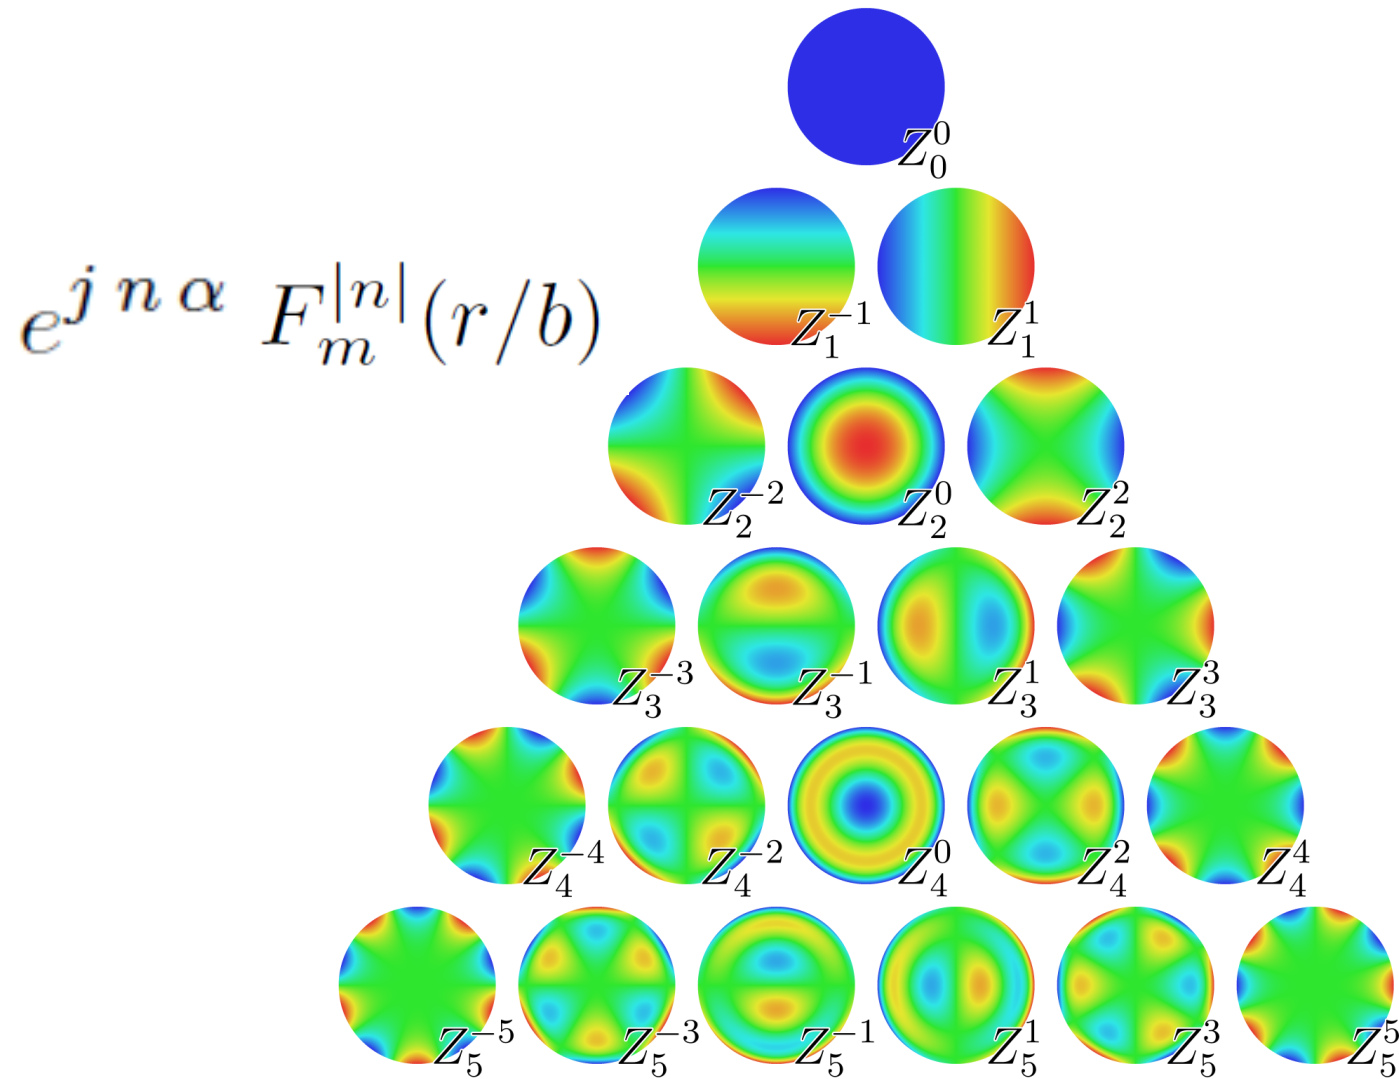 Z_0^0
e^{j n α} F_m^{|n|}(r/b)
Z_1^{-1} Z_1^1
Z_2^{-2} Z_2^0 Z_2^2
Z_3^{-3} Z_3^{-1} Z_3^1 Z_3^3
Z_4^{-4} Z_4^{-2} Z_4^0 Z_4^2 Z_4^4
Z_5^{-5} Z_5^{-3} Z_5^{-1} Z_5^1 Z_5^3 Z_5^5